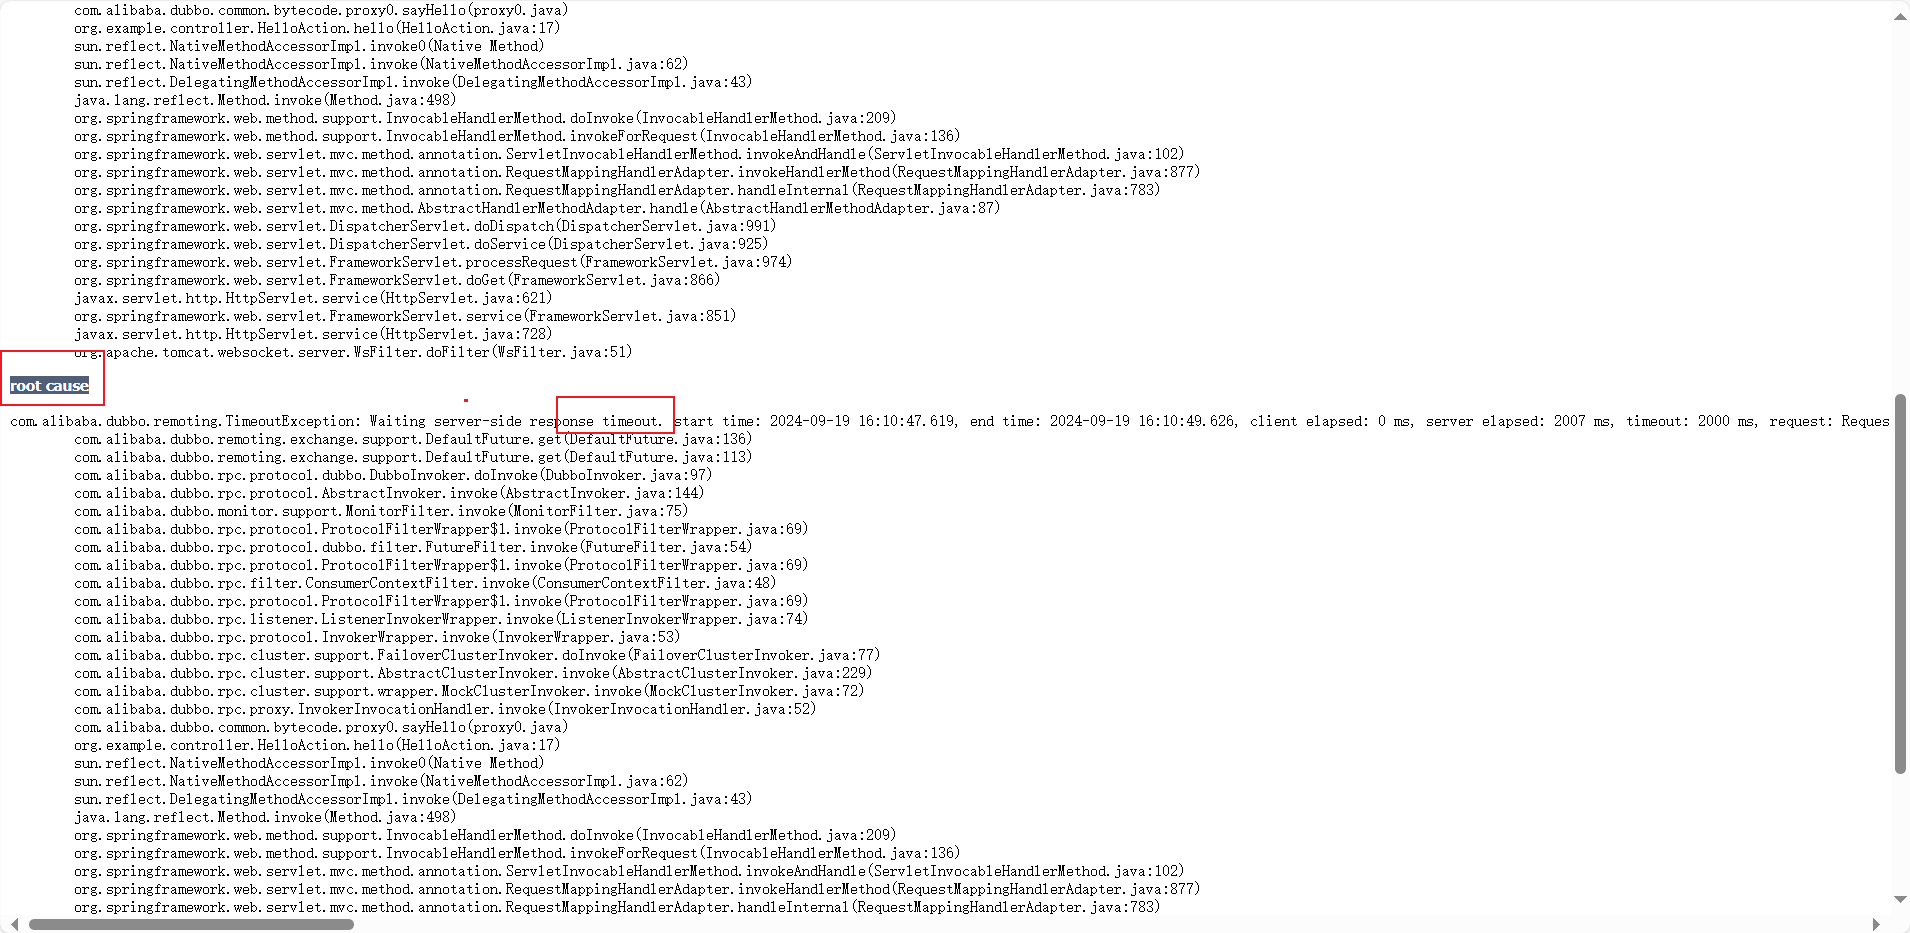 com.alibaba.dubbo.common.bytecode.proxy0.sayHello(proxy0.java)
org.example.controller.HelloAction.hello(HelloAction.java:17)
sun.reflect.NativeMethodAccessorImpl.invoke0(Native Method)
sun.reflect.NativeMethodAccessorImpl.invoke(NativeMethodAccessorImpl.java:62)
sun.reflect.DelegatingMethodAccessorImpl.invoke(DelegatingMethodAccessorImpl.java:43)
java.lang.reflect.Method.invoke(Method.java:498)
org.springframework.web.method.support.InvocableHandlerMethod.doInvoke(InvocableHandlerMethod.java:209)
org.springframework.web.method.support.InvocableHandlerMethod.invokeForRequest(InvocableHandlerMethod.java:136)
org.springframework.web.servlet.mvc.method.annotation.ServletInvocableHandlerMethod.invokeAndHandle(ServletInvocableHandlerMethod.java:102)
org.springframework.web.servlet.mvc.method.annotation.RequestMappingHandlerAdapter.invokeHandlerMethod(RequestMappingHandlerAdapter.java:877)
org.springframework.web.servlet.mvc.method.annotation.RequestMappingHandlerAdapter.handleInternal(RequestMappingHandlerAdapter.java:783)
org.springframework.web.servlet.mvc.method.AbstractHandlerMethodAdapter.handle(AbstractHandlerMethodAdapter.java:87)
org.springframework.web.servlet.DispatcherServlet.doDispatch(DispatcherServlet.java:991)
org.springframework.web.servlet.DispatcherServlet.doService(DispatcherServlet.java:925)
org.springframework.web.servlet.FrameworkServlet.processRequest(FrameworkServlet.java:974)
org.springframework.web.servlet.FrameworkServlet.doGet(FrameworkServlet.java:866)
javax.servlet.http.HttpServlet.service(HttpServlet.java:621)
org.springframework.web.servlet.FrameworkServlet.service(FrameworkServlet.java:851)
javax.servlet.http.HttpServlet.service(HttpServlet.java:728)
org.apache.tomcat.websocket.server.WsFilter.doFilter(WsFilter.java:51)
root cause
com.alibaba.dubbo.remoting.TimeoutException: Waiting server-side response timeout. start time: 2024-09-19 16:10:47.619, end time: 2024-09-19 16:10:49.626, client elapsed: 0 ms, server elapsed: 2007 ms, timeout: 2000 ms, request: Reques
com.alibaba.dubbo.remoting.exchange.support.DefaultFuture.get(DefaultFuture.java:136)
com.alibaba.dubbo.remoting.exchange.support.DefaultFuture.get(DefaultFuture.java:113)
com.alibaba.dubbo.rpc.protocol.dubbo.DubboInvoker.doInvoke(DubboInvoker.java:97)
com.alibaba.dubbo.rpc.protocol.AbstractInvoker.invoke(AbstractInvoker.java:144)
com.alibaba.dubbo.monitor.support.MonitorFilter.invoke(MonitorFilter.java:75)
com.alibaba.dubbo.rpc.protocol.ProtocolFilterWrapper$1.invoke(ProtocolFilterWrapper.java:69)
com.alibaba.dubbo.rpc.protocol.dubbo.filter.FutureFilter.invoke(FutureFilter.java:54)
com.alibaba.dubbo.rpc.protocol.ProtocolFilterWrapper$1.invoke(ProtocolFilterWrapper.java:69)
com.alibaba.dubbo.rpc.filter.ConsumerContextFilter.invoke(ConsumerContextFilter.java:48)
com.alibaba.dubbo.rpc.protocol.ProtocolFilterWrapper$1.invoke(ProtocolFilterWrapper.java:69)
com.alibaba.dubbo.rpc.listener.ListenerInvokerWrapper.invoke(ListenerInvokerWrapper.java:74)
com.alibaba.dubbo.rpc.protocol.InvokerWrapper.invoke(InvokerWrapper.java:53)
com.alibaba.dubbo.rpc.cluster.support.FailoverClusterInvoker.doInvoke(FailoverClusterInvoker.java:77)
com.alibaba.dubbo.rpc.cluster.support.AbstractClusterInvoker.invoke(AbstractClusterInvoker.java:229)
com.alibaba.dubbo.rpc.cluster.support.wrapper.MockClusterInvoker.invoke(MockClusterInvoker.java:72)
com.alibaba.dubbo.rpc.proxy.InvokerInvocationHandler.invoke(InvokerInvocationHandler.java:52)
com.alibaba.dubbo.common.bytecode.proxy0.sayHello(proxy0.java)
org.example.controller.HelloAction.hello(HelloAction.java:17)
sun.reflect.NativeMethodAccessorImpl.invoke0(Native Method)
sun.reflect.NativeMethodAccessorImpl.invoke(NativeMethodAccessorImpl.java:62)
sun.reflect.DelegatingMethodAccessorImpl.invoke(DelegatingMethodAccessorImpl.java:43)
java.lang.reflect.Method.invoke(Method.java:498)
org.springframework.web.method.support.InvocableHandlerMethod.doInvoke(InvocableHandlerMethod.java:209)
org.springframework.web.method.support.InvocableHandlerMethod.invokeForRequest(InvocableHandlerMethod.java:136)
org.springframework.web.servlet.mvc.method.annotation.ServletInvocableHandlerMethod.invokeAndHandle(ServletInvocableHandlerMethod.java:102)
org.springframework.web.servlet.mvc.method.annotation.RequestMappingHandlerAdapter.invokeHandlerMethod(RequestMappingHandlerAdapter.java:877)
org.springframework.web.servlet.mvc.method.annotation.RequestMappingHandlerAdapter.handleInternal(RequestMappingHandlerAdapter.java:783)